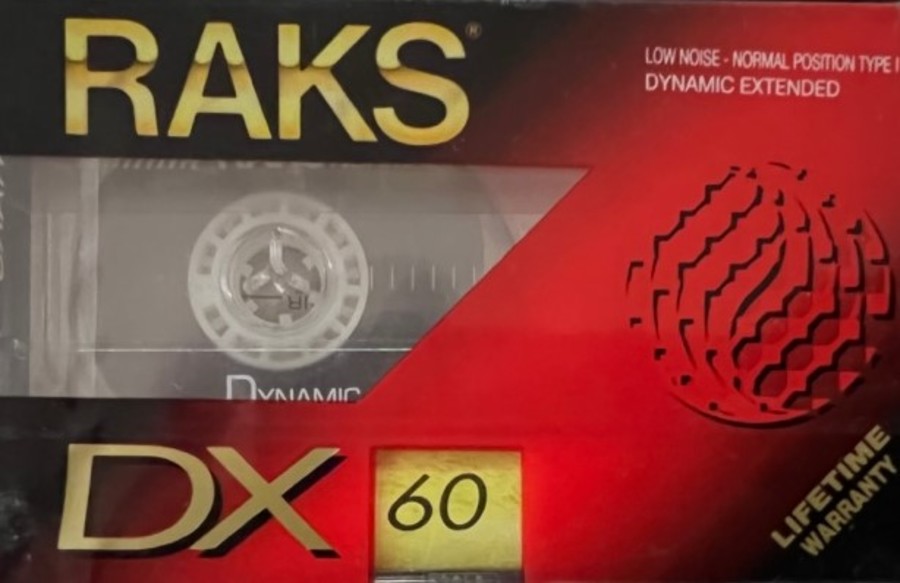 RAKS®
LOW NOISE - NORMAL POSITION TYPE I
DYNAMIC EXTENDED
DYNAMIC
DX
60
LIFETIME
WARRANTY